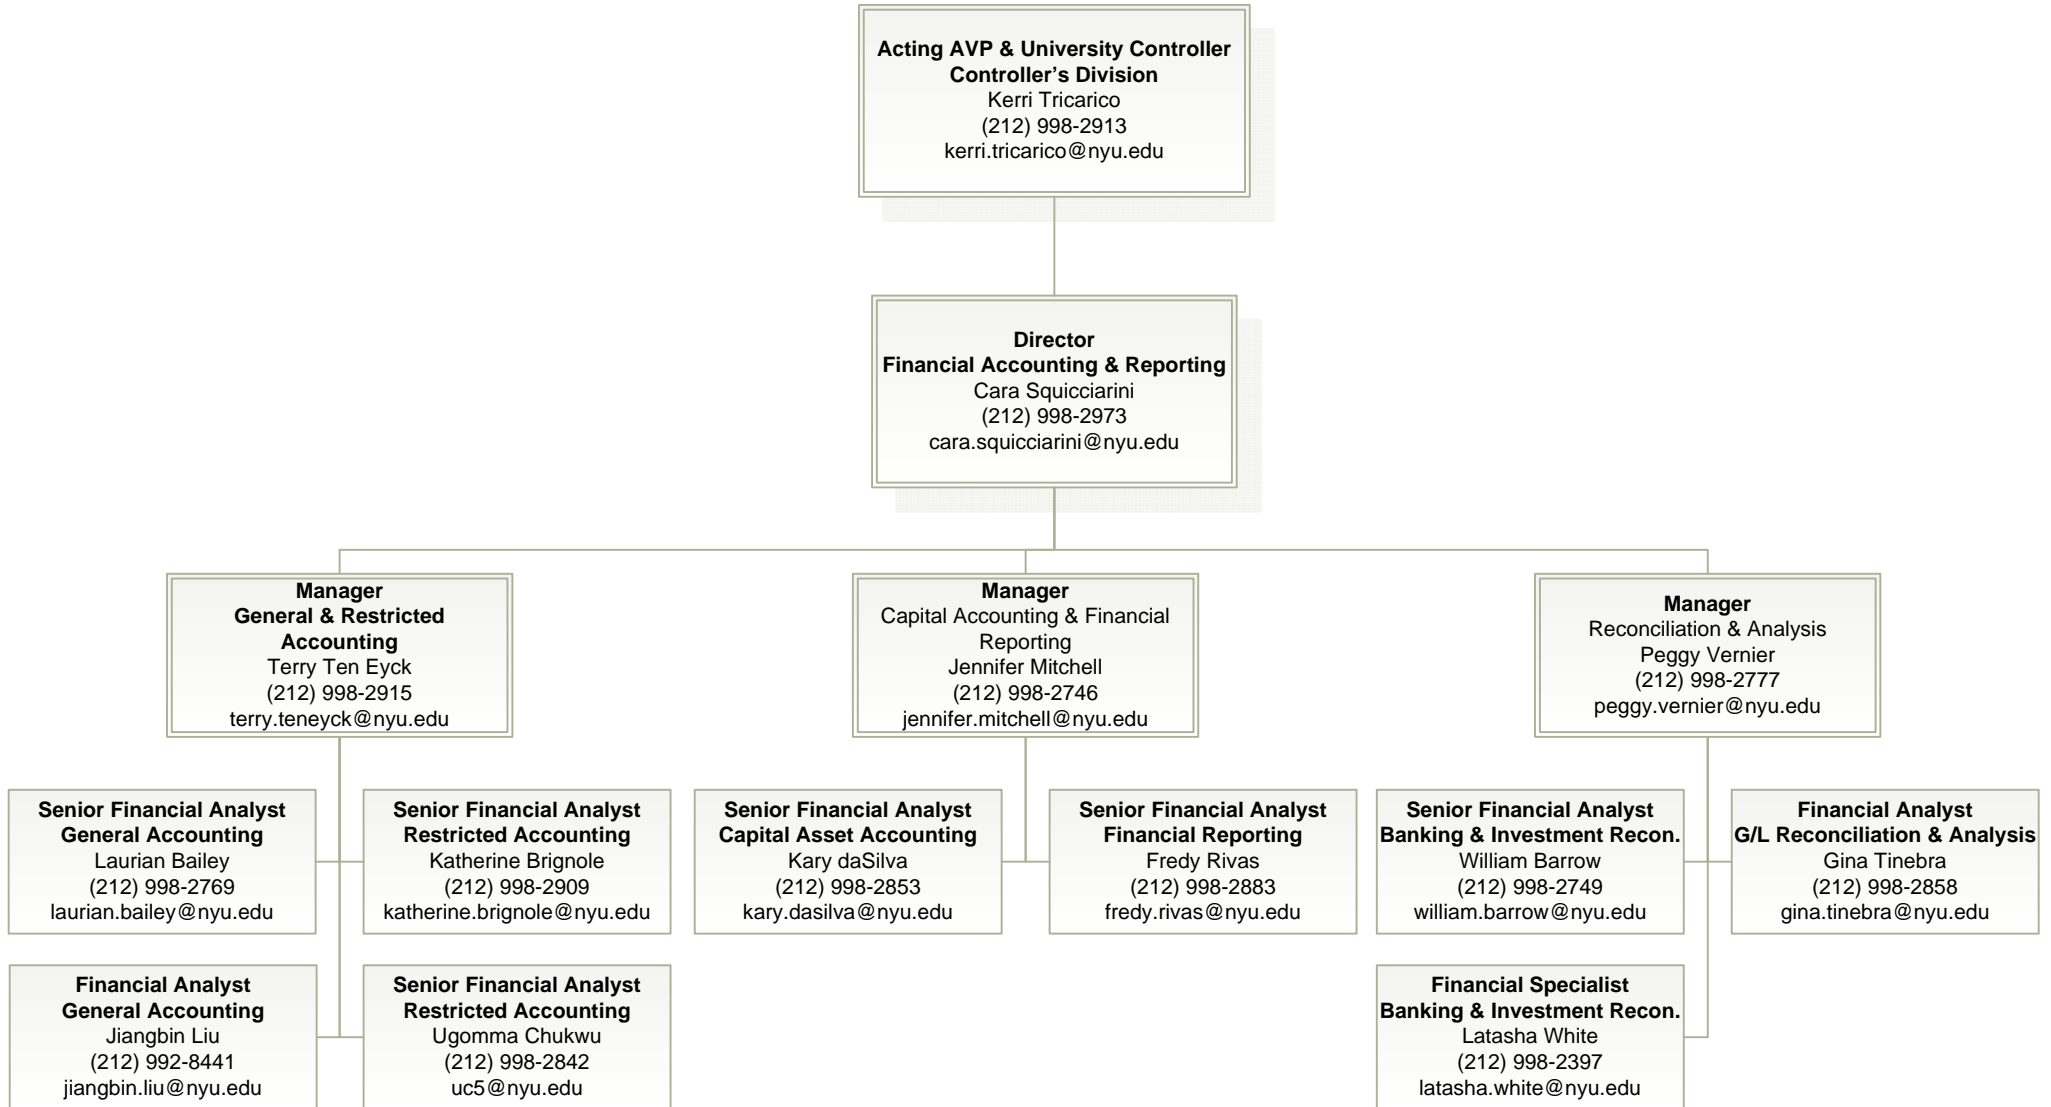 Acting AVP & University Controller
Controller's Division
Kerri Tricarico
(212) 998-2913
kerri.tricarico@nyu.edu
Director
Financial Accounting & Reporting
Cara Squicciarini
(212) 998-2973
cara.squicciarini@nyu.edu
Manager
General & Restricted
Accounting
Terry Ten Eyck
(212) 998-2915
terry.teneyck@nyu.edu
Manager
Capital Accounting & Financial
Reporting
Jennifer Mitchell
(212) 998-2746
jennifer.mitchell@nyu.edu
Manager
Reconciliation & Analysis
Peggy Vernier
(212) 998-2777
peggy.vernier@nyu.edu
Senior Financial Analyst
General Accounting
Laurian Bailey
(212) 998-2769
laurian.bailey@nyu.edu
Senior Financial Analyst
Restricted Accounting
Katherine Brignole
(212) 998-2909
katherine.brignole@nyu.edu
Senior Financial Analyst
Capital Asset Accounting
Kary daSilva
(212) 998-2853
kary.dasilva@nyu.edu
Senior Financial Analyst
Financial Reporting
Fredy Rivas
(212) 998-2883
fredy.rivas@nyu.edu
Senior Financial Analyst
Banking & Investment Recon.
William Barrow
(212) 998-2749
william.barrow@nyu.edu
Financial Analyst
G/L Reconciliation & Analysis
Gina Tinebra
(212) 998-2858
gina.tinebra@nyu.edu
Financial Analyst
General Accounting
Jiangbin Liu
(212) 992-8441
jiangbin.liu@nyu.edu
Senior Financial Analyst
Restricted Accounting
Ugomma Chukwu
(212) 998-2842
uc5@nyu.edu
Financial Specialist
Banking & Investment Recon.
Latasha White
(212) 998-2397
latasha.white@nyu.edu